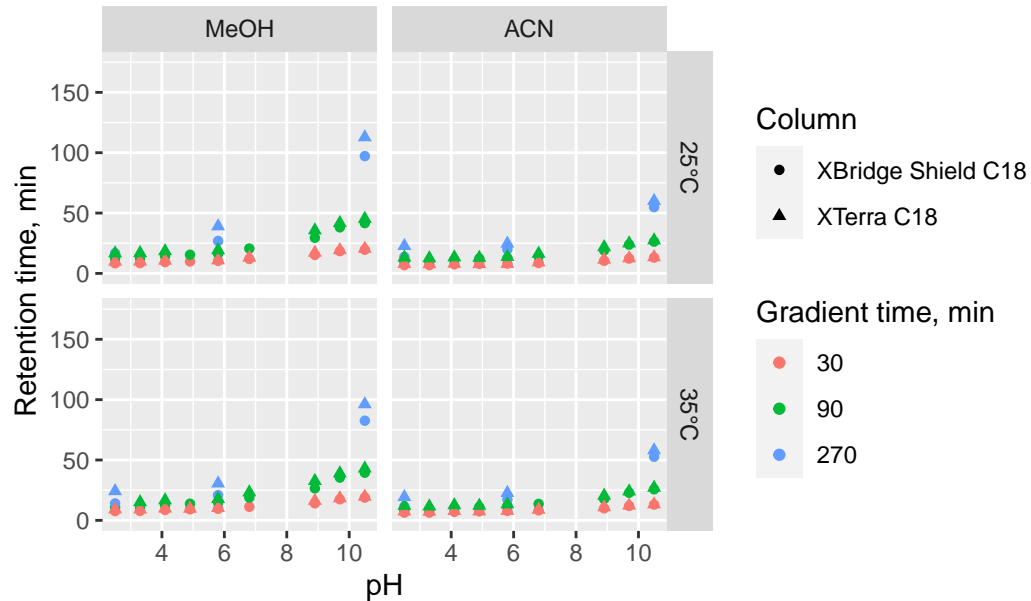 MeOH
ACN
Retention time, min
150
100
50
0
25°C
150
100
50
0
35°C
4
6
8
10
4
6
8
10
pH
Column
XBridge Shield C18
XTerra C18
Gradient time, min
30
90
270